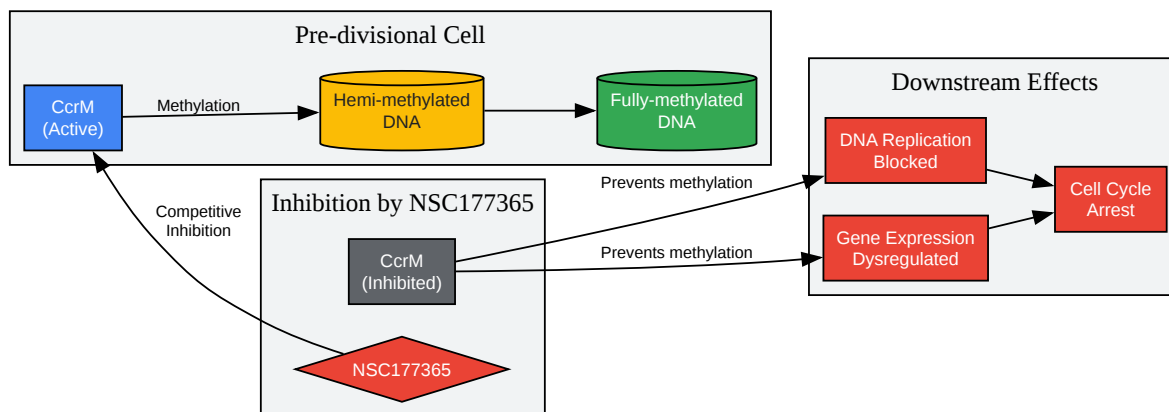 Pre-divisional Cell
CcrM
(Active)
Methylation
Hemi-methylated
DNA
Fully-methylated
DNA
Competitive
Inhibition
Inhibition by NSC177365
CcrM
(Inhibited)
NSC177365
Prevents methylation
Prevents methylation
Downstream Effects
DNA Replication
Blocked
Gene Expression
Dysregulated
Cell Cycle
Arrest